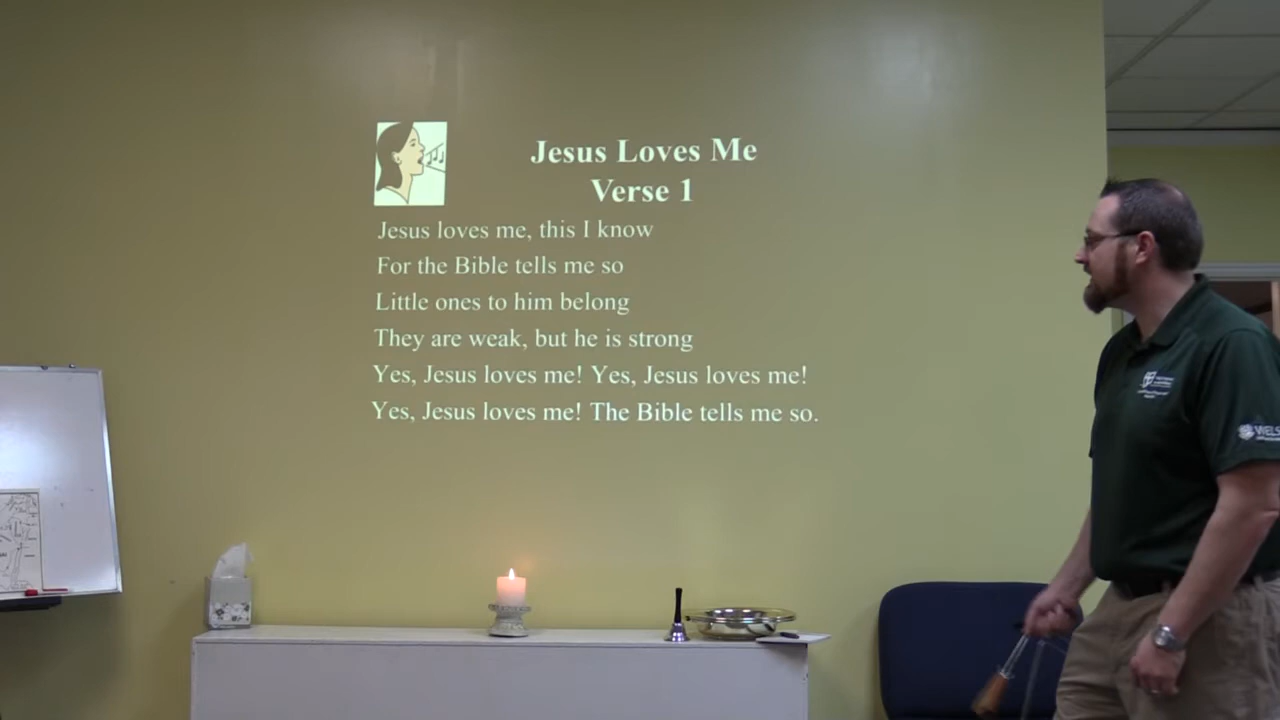 Jesus Loves Me
Verse 1
Jesus loves me, this I know
For the Bible tells me so
Little ones to him belong
They are weak, but he is strong
Yes, Jesus loves me! Yes, Jesus loves me!
Yes, Jesus loves me! The Bible tells me so.
WELS